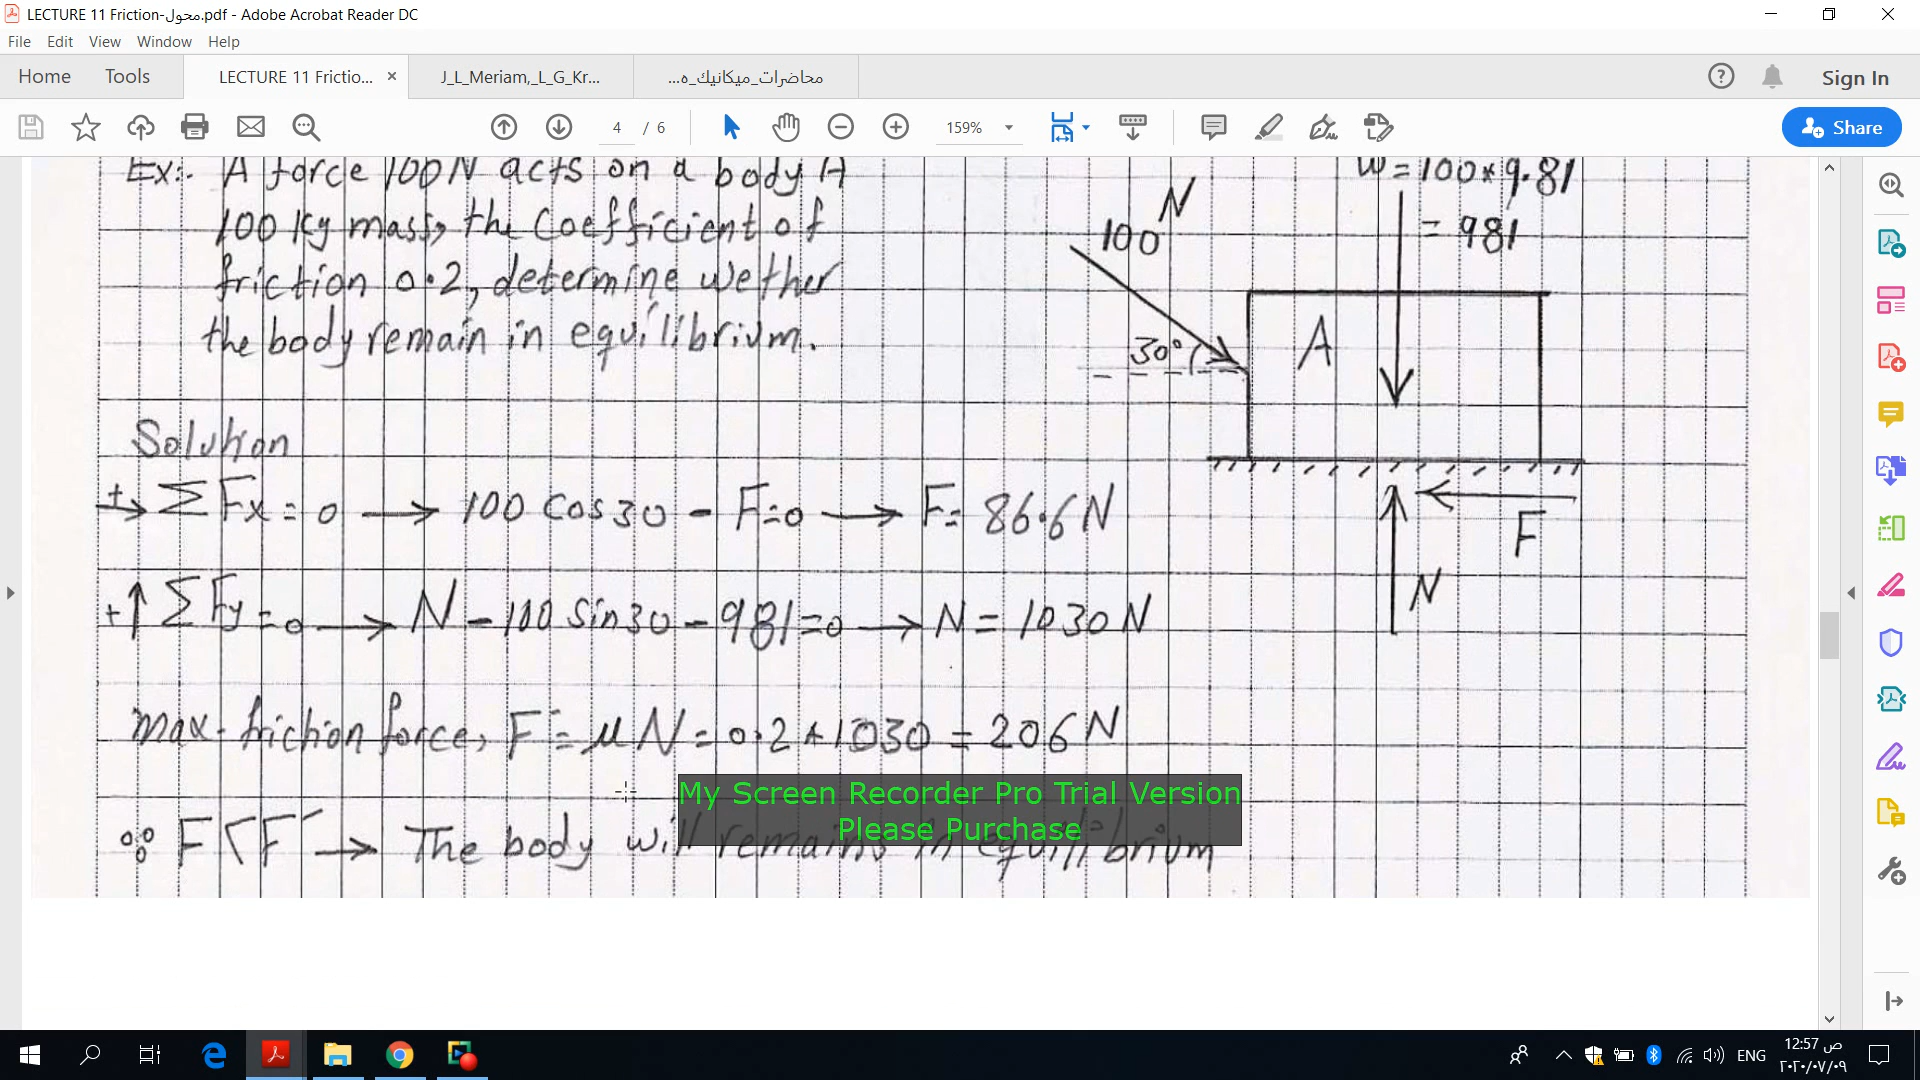 LECTURE 11 Friction-محول.pdf - Adobe Acrobat Reader DC
File Edit View Window Help
Home Tools LECTURE 11 Frictio... × J_L_Meriam,_L_G_Kr... محاضرات_ميكانيك_ه... Sign In
4 / 6 159% Share
Ex:. A force 100N acts on a body A
100 Kg mass, the Coefficient of
friction 0.2, determine wether
the body remain in equilibrium.
W = 100*9.81
= 981
100 N
30°
A
F
N
Solution
+→ ΣFx = 0 → 100 Cos 30 - F = 0 → F = 86.6 N
+↑ ΣFy = 0 → N - 100 Sin 30 - 981 = 0 → N = 1030 N
max. friction force, F' = μN = 0.2 * 1030 = 206 N
My Screen Recorder Pro Trial Version
Please Purchase
∵ F < F' → The body will remains in equilibrium
ENG 12:57 ص
٢٠٢٠/٠٧/٠٩